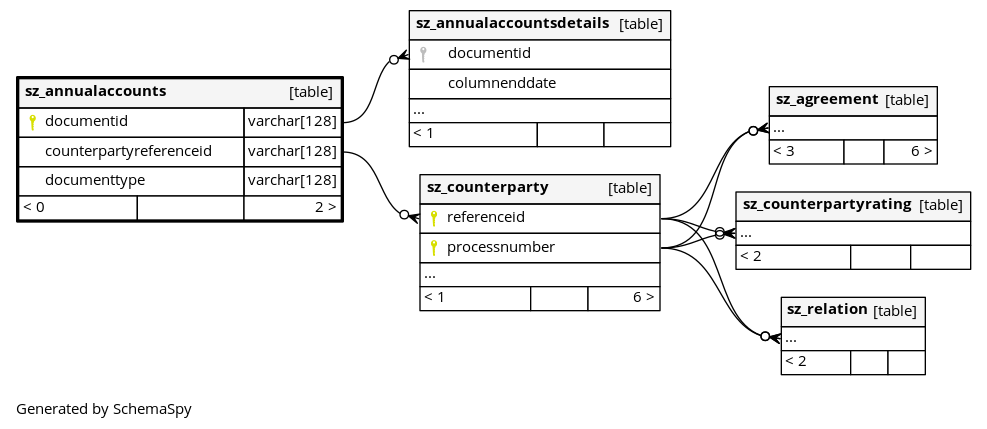 sz_annualaccountsdetails [table]
documentid
columnenddate
...
< 1
sz_annualaccounts [table]
documentid varchar[128]
counterpartyreferenceid varchar[128]
documenttype varchar[128]
< 0 2 >
sz_counterparty [table]
referenceid
processnumber
...
< 1 6 >
sz_agreement [table]
...
< 3 6 >
sz_counterpartyrating [table]
...
< 2
sz_relation [table]
...
< 2
Generated by SchemaSpy